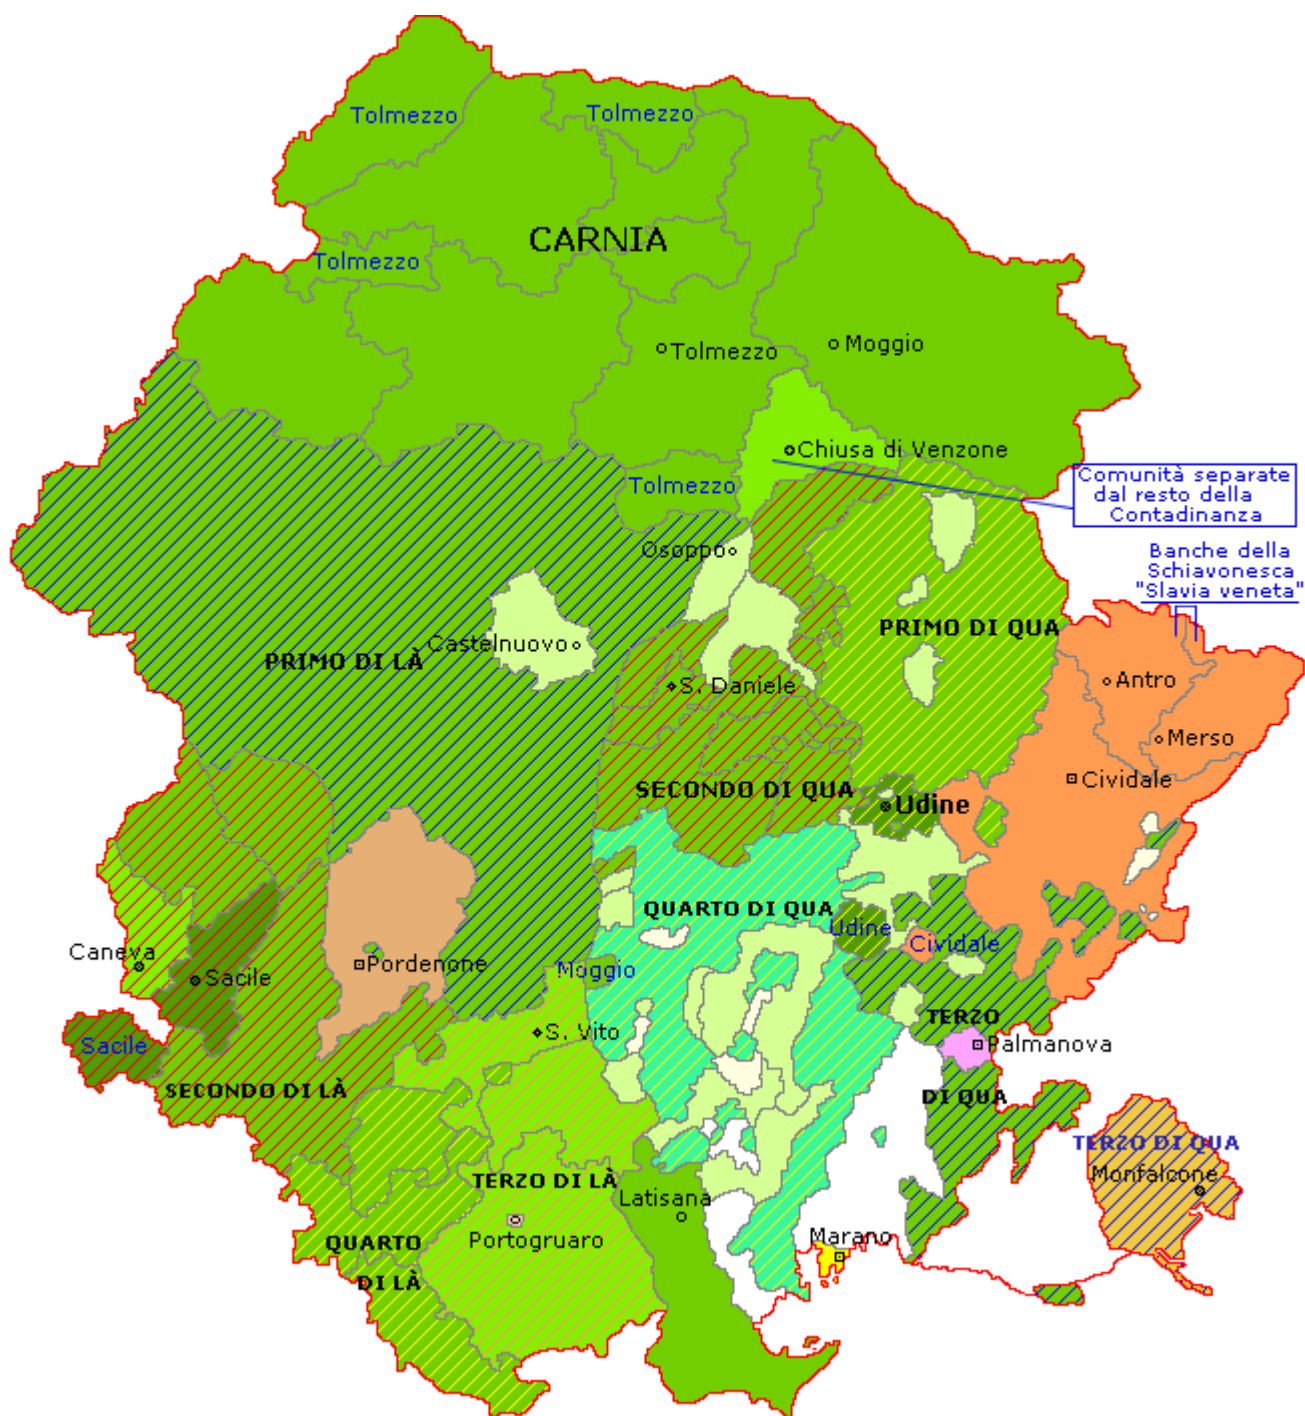 Tolmezzo
Tolmezzo
CARNIA
Tolmezzo
Tolmezzo
Moggio
Chiusa di Venzone
Tolmezzo
Comunità separate
dal resto della
Contadinanza
Osoppo
Banche della
Schiavonesca
"Slavia veneta"
PRIMO DI QUA
Castelnuovo
PRIMO DI LÀ
S. Daniele
Antro
Merso
Cividale
SECONDO DI QUA
Udine
QUARTO DI QUA
Udine
Cividale
Caneva
Sacile
Pordenone
Moggio
TERZO
S. Vito
Palmanova
Sacile
SECONDO DI LÀ
DI QUA
TERZO DI QUA
Monfalcone
TERZO DI LÀ
Latisana
Marano
QUARTO
Portogruaro
DI LÀ